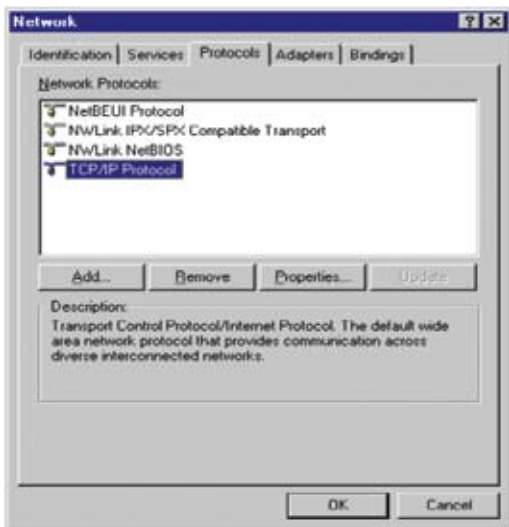 Network
Identification Services Protocols Adapters Bindings
Network Protocols:
NetBEUI Protocol
NWLink IPX/SPX Compatible Transport
NWLink NetBIOS
TCP/IP Protocol
Add... Remove Properties... Update
Description:
Transport Control Protocol/Internet Protocol. The default wide
area network protocol that provides communication across
diverse interconnected networks.
OK Cancel